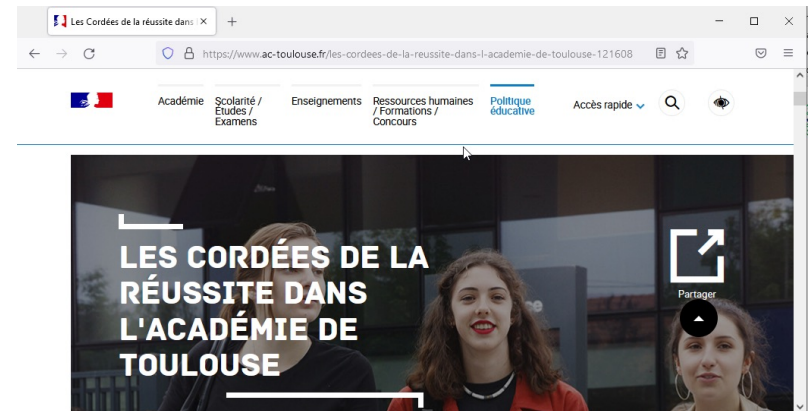 Les Cordées de la réussite dans l
https://www.ac-toulouse.fr/les-cordees-de-la-reussite-dans-l-academie-de-toulouse-121608
Académie
Scolarité /
Études /
Examens
Enseignements
Ressources humaines
/ Formations /
Concours
Politique
éducative
Accès rapide
LES CORDÉES DE LA
RÉUSSITE DANS
L'ACADÉMIE DE
TOULOUSE
Partager